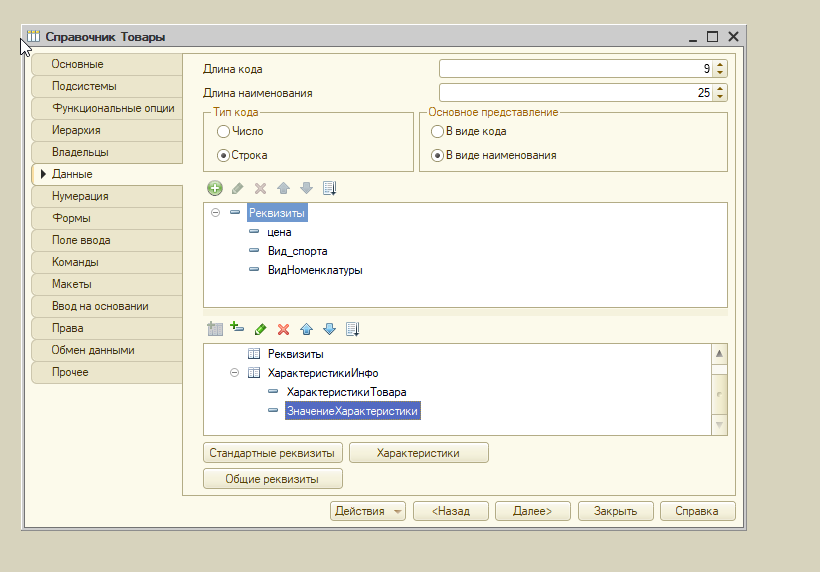 Справочник Товары
Основные
Подсистемы
Функциональные опции
Иерархия
Владельцы
Данные
Нумерация
Формы
Поле ввода
Команды
Макеты
Ввод на основании
Права
Обмен данными
Прочее
Длина кода 9
Длина наименования 25
Тип кода
Число
Строка
Основное представление
В виде кода
В виде наименования
Реквизиты
цена
Вид_спорта
ВидНоменклатуры
Реквизиты
ХарактеристикиИнфо
ХарактеристикиТовара
ЗначениеХарактеристики
Стандартные реквизиты Характеристики
Общие реквизиты
Действия <Назад Далее> Закрыть Справка